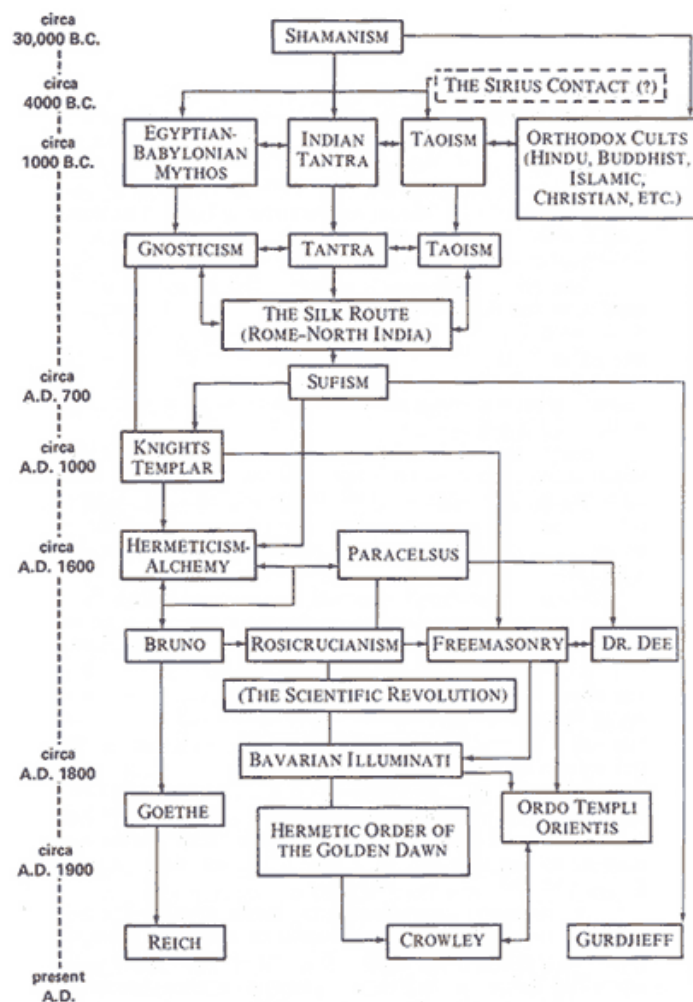 circa
30,000 B.C.
SHAMANISM
circa
4000 B.C.
THE SIRIUS CONTACT (?)
circa
1000 B.C.
EGYPTIAN-
BABYLONIAN
MYTHOS
INDIAN
TANTRA
TAOISM
ORTHODOX CULTS
(HINDU, BUDDHIST,
ISLAMIC,
CHRISTIAN, ETC.)
GNOSTICISM
TANTRA
TAOISM
THE SILK ROUTE
(ROME–NORTH INDIA)
circa
A.D. 700
SUFISM
circa
A.D. 1000
KNIGHTS
TEMPLAR
circa
A.D. 1600
HERMETICISM-
ALCHEMY
PARACELSUS
BRUNO
ROSICRUCIANISM
FREEMASONRY
DR. DEE
(THE SCIENTIFIC REVOLUTION)
circa
A.D. 1800
BAVARIAN ILLUMINATI
GOETHE
HERMETIC ORDER OF
THE GOLDEN DAWN
ORDO TEMPLI
ORIENTIS
circa
A.D. 1900
REICH
CROWLEY
GURDJIEFF
present
A.D.